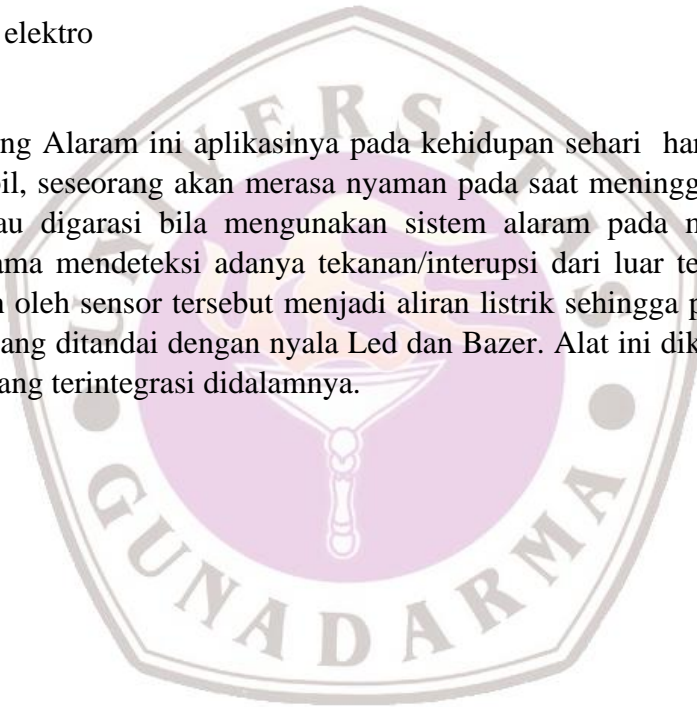 elektro
ng Alaram ini aplikasinya pada kehidupan sehari har
il, seseorang akan merasa nyaman pada saat meningg
au digarasi bila mengunakan sistem alaram pada m
ama mendeteksi adanya tekanan/interupsi dari luar te
oleh sensor tersebut menjadi aliran listrik sehingga p
ang ditandai dengan nyala Led dan Bazer. Alat ini dik
ang terintegrasi didalamnya.
UNIVERSITAS
GUNADARMA